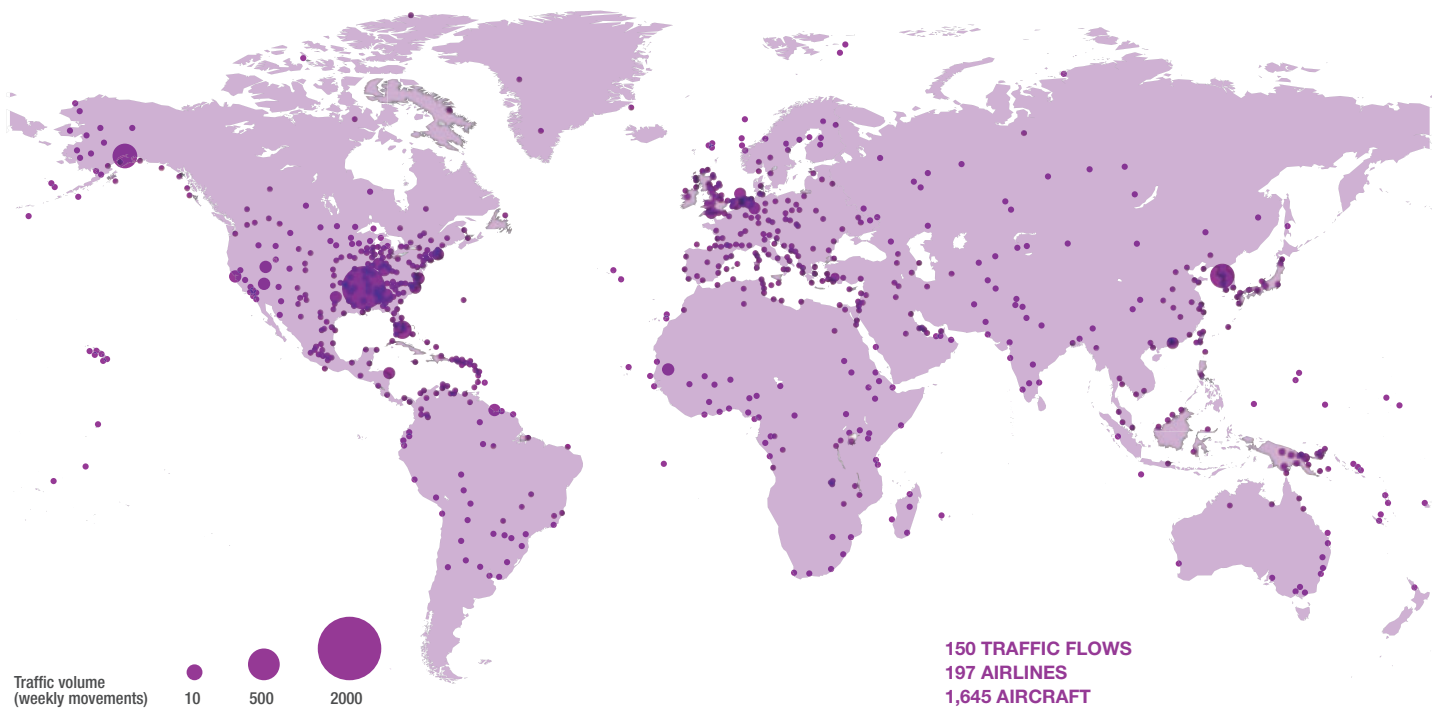 150 TRAFFIC FLOWS
197 AIRLINES
1,645 AIRCRAFT
Traffic volume
(weekly movements)
10
500
2000